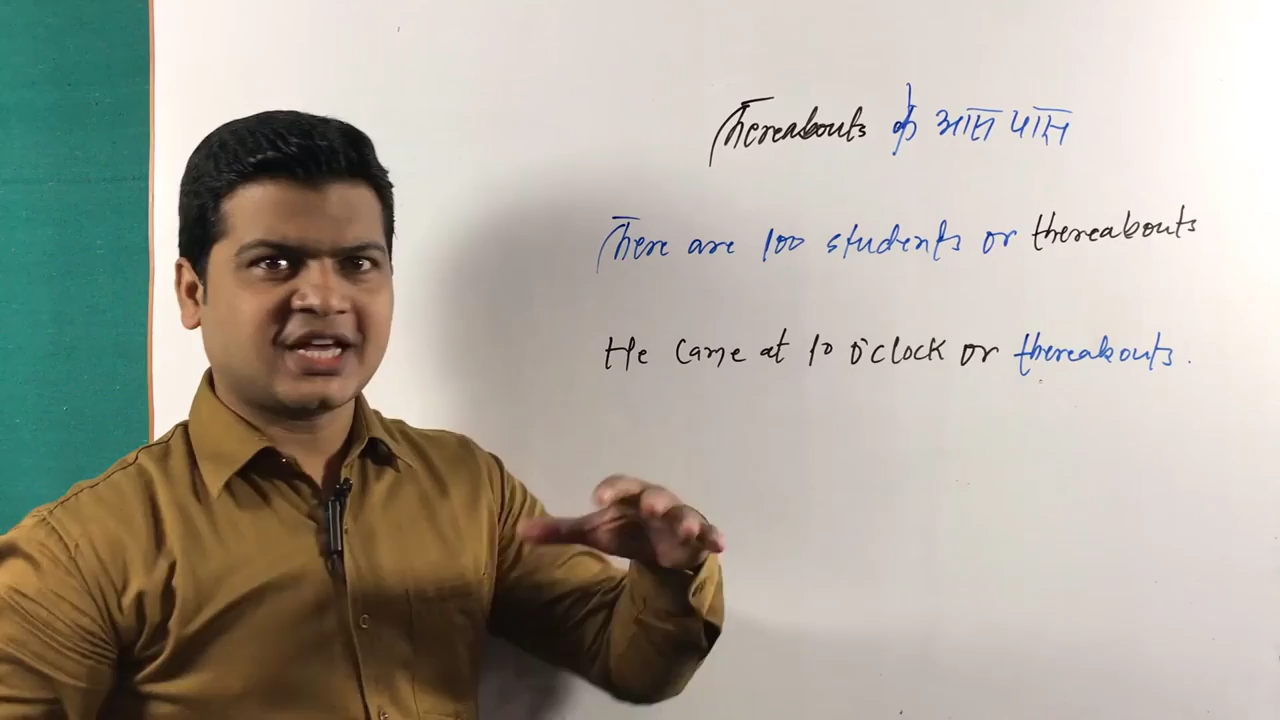 Thereabouts के आस पास
There are 100 students or thereabouts
He came at 10 o'clock or thereabouts.